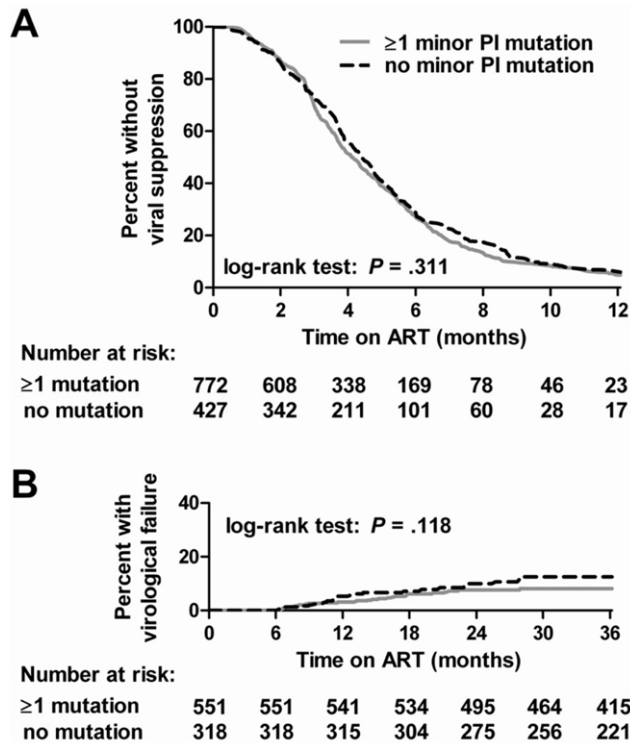 A
≥1 minor PI mutation
no minor PI mutation
Percent without
viral suppression
100
80
60
40
20
0
log-rank test: P = .311
0 2 4 6 8 10 12
Time on ART (months)
Number at risk:
≥1 mutation 772 608 338 169 78 46 23
no mutation 427 342 211 101 60 28 17
B
Percent with
virological failure
40
20
0
log-rank test: P = .118
0 6 12 18 24 30 36
Time on ART (months)
Number at risk:
≥1 mutation 551 551 541 534 495 464 415
no mutation 318 318 315 304 275 256 221